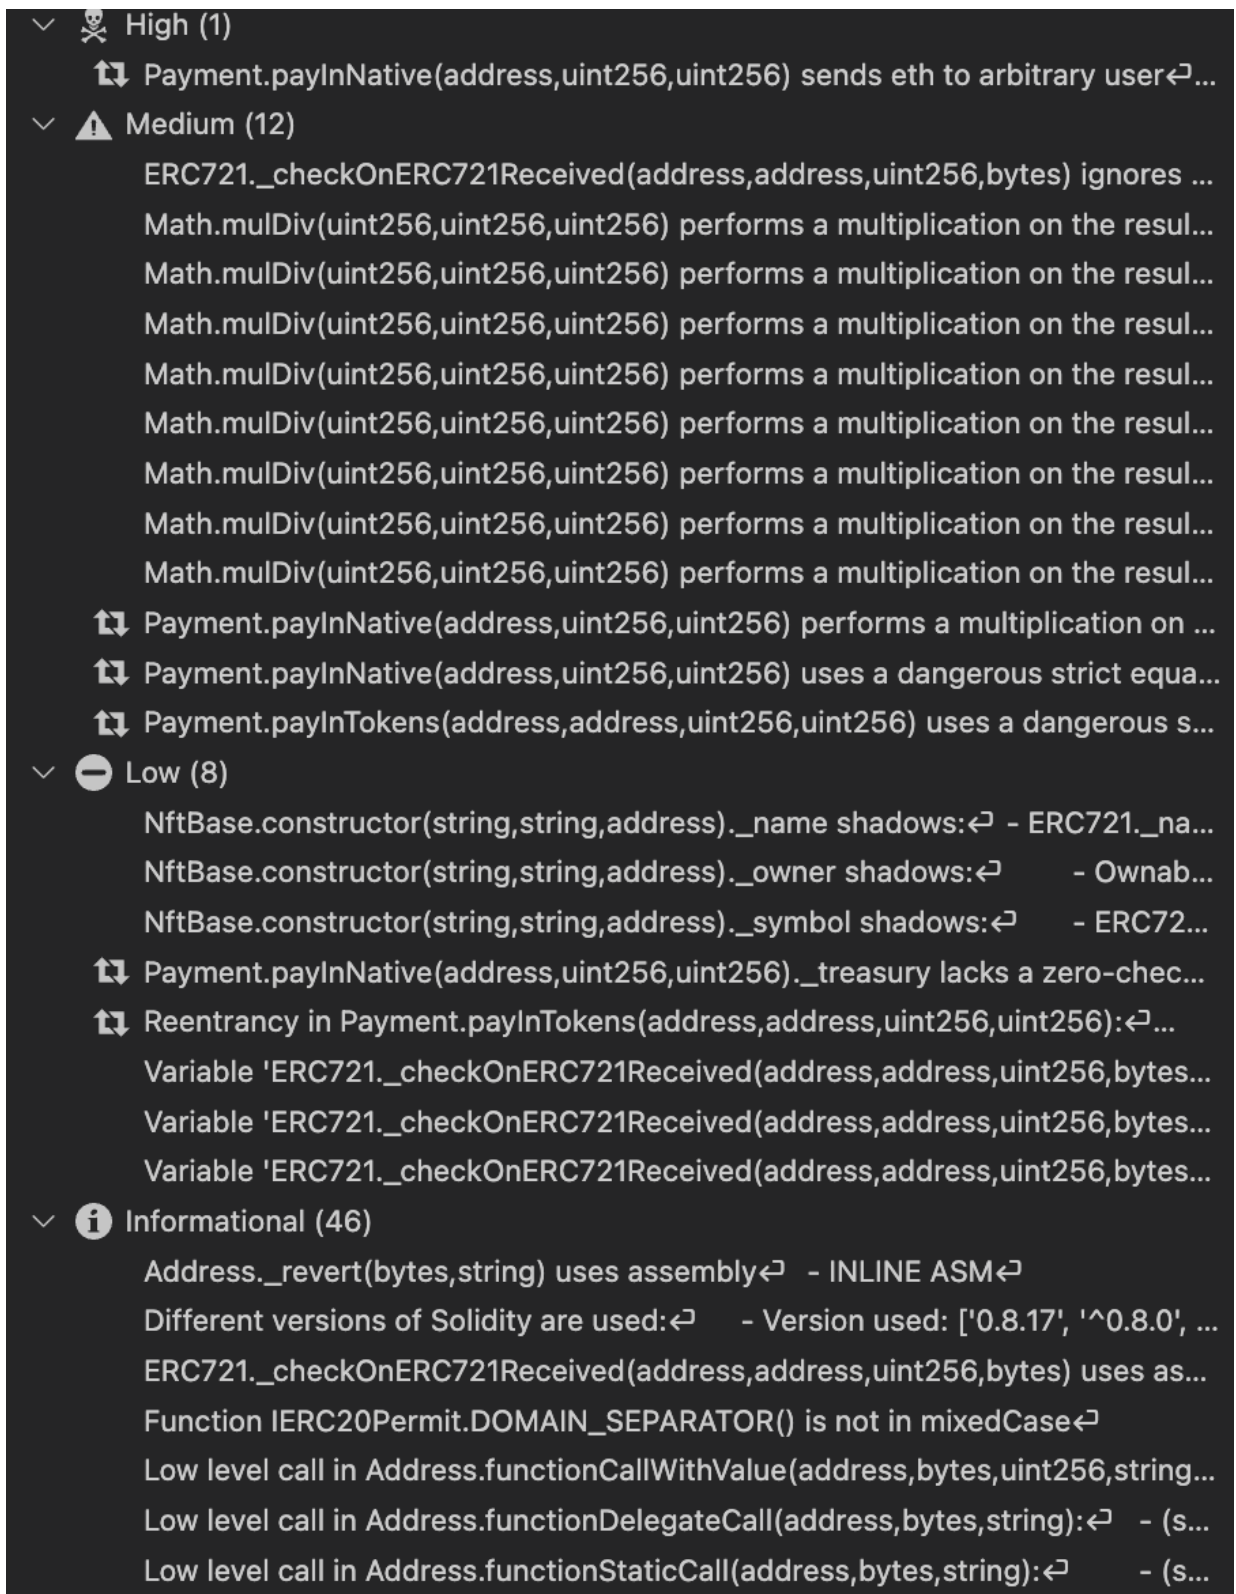 High (1)
Payment.payInNative(address,uint256,uint256) sends eth to arbitrary user⏎...
Medium (12)
ERC721._checkOnERC721Received(address,address,uint256,bytes) ignores ...
Math.mulDiv(uint256,uint256,uint256) performs a multiplication on the resul...
Math.mulDiv(uint256,uint256,uint256) performs a multiplication on the resul...
Math.mulDiv(uint256,uint256,uint256) performs a multiplication on the resul...
Math.mulDiv(uint256,uint256,uint256) performs a multiplication on the resul...
Math.mulDiv(uint256,uint256,uint256) performs a multiplication on the resul...
Math.mulDiv(uint256,uint256,uint256) performs a multiplication on the resul...
Math.mulDiv(uint256,uint256,uint256) performs a multiplication on the resul...
Math.mulDiv(uint256,uint256,uint256) performs a multiplication on the resul...
Payment.payInNative(address,uint256,uint256) performs a multiplication on ...
Payment.payInNative(address,uint256,uint256) uses a dangerous strict equa...
Payment.payInTokens(address,address,uint256,uint256) uses a dangerous s...
Low (8)
NftBase.constructor(string,string,address)._name shadows:⏎ - ERC721._na...
NftBase.constructor(string,string,address)._owner shadows:⏎ - Ownab...
NftBase.constructor(string,string,address)._symbol shadows:⏎ - ERC72...
Payment.payInNative(address,uint256,uint256)._treasury lacks a zero-chec...
Reentrancy in Payment.payInTokens(address,address,uint256,uint256):⏎...
Variable 'ERC721._checkOnERC721Received(address,address,uint256,bytes...
Variable 'ERC721._checkOnERC721Received(address,address,uint256,bytes...
Variable 'ERC721._checkOnERC721Received(address,address,uint256,bytes...
Informational (46)
Address._revert(bytes,string) uses assembly⏎ - INLINE ASM⏎
Different versions of Solidity are used:⏎ - Version used: ['0.8.17', '^0.8.0', ...
ERC721._checkOnERC721Received(address,address,uint256,bytes) uses as...
Function IERC20Permit.DOMAIN_SEPARATOR() is not in mixedCase⏎
Low level call in Address.functionCallWithValue(address,bytes,uint256,string...
Low level call in Address.functionDelegateCall(address,bytes,string):⏎ - (s...
Low level call in Address.functionStaticCall(address,bytes,string):⏎ - (s...